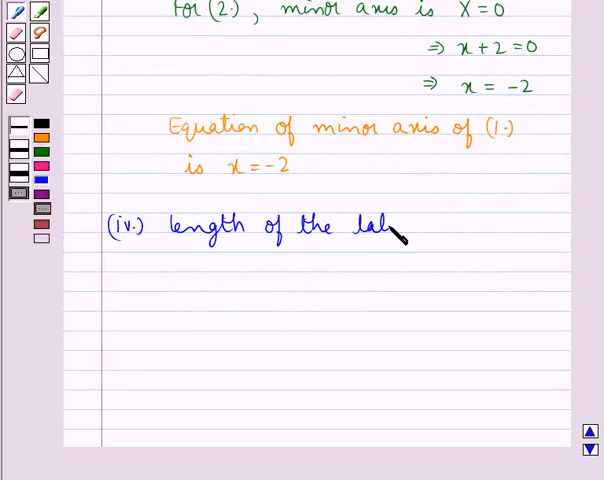 For (2.), minor axis is X = 0
⇒ x + 2 = 0
⇒ x = -2
Equation of minor axis of (1.)
is x = -2
(iv.) length of the lat